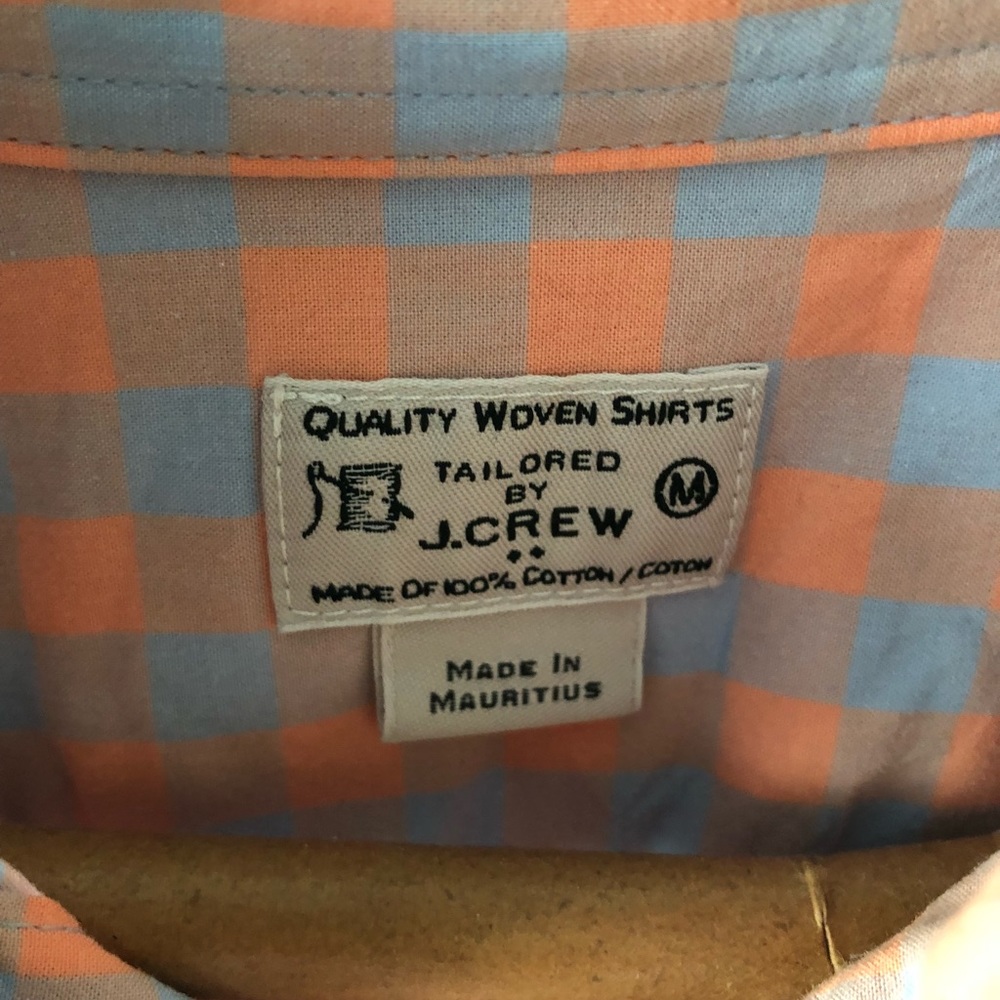 QUALITY WOVEN SHIRTS
TAILORED
BY
J.CREW
M
MADE OF 100% COTTON / COTON
MADE IN
MAURITIUS